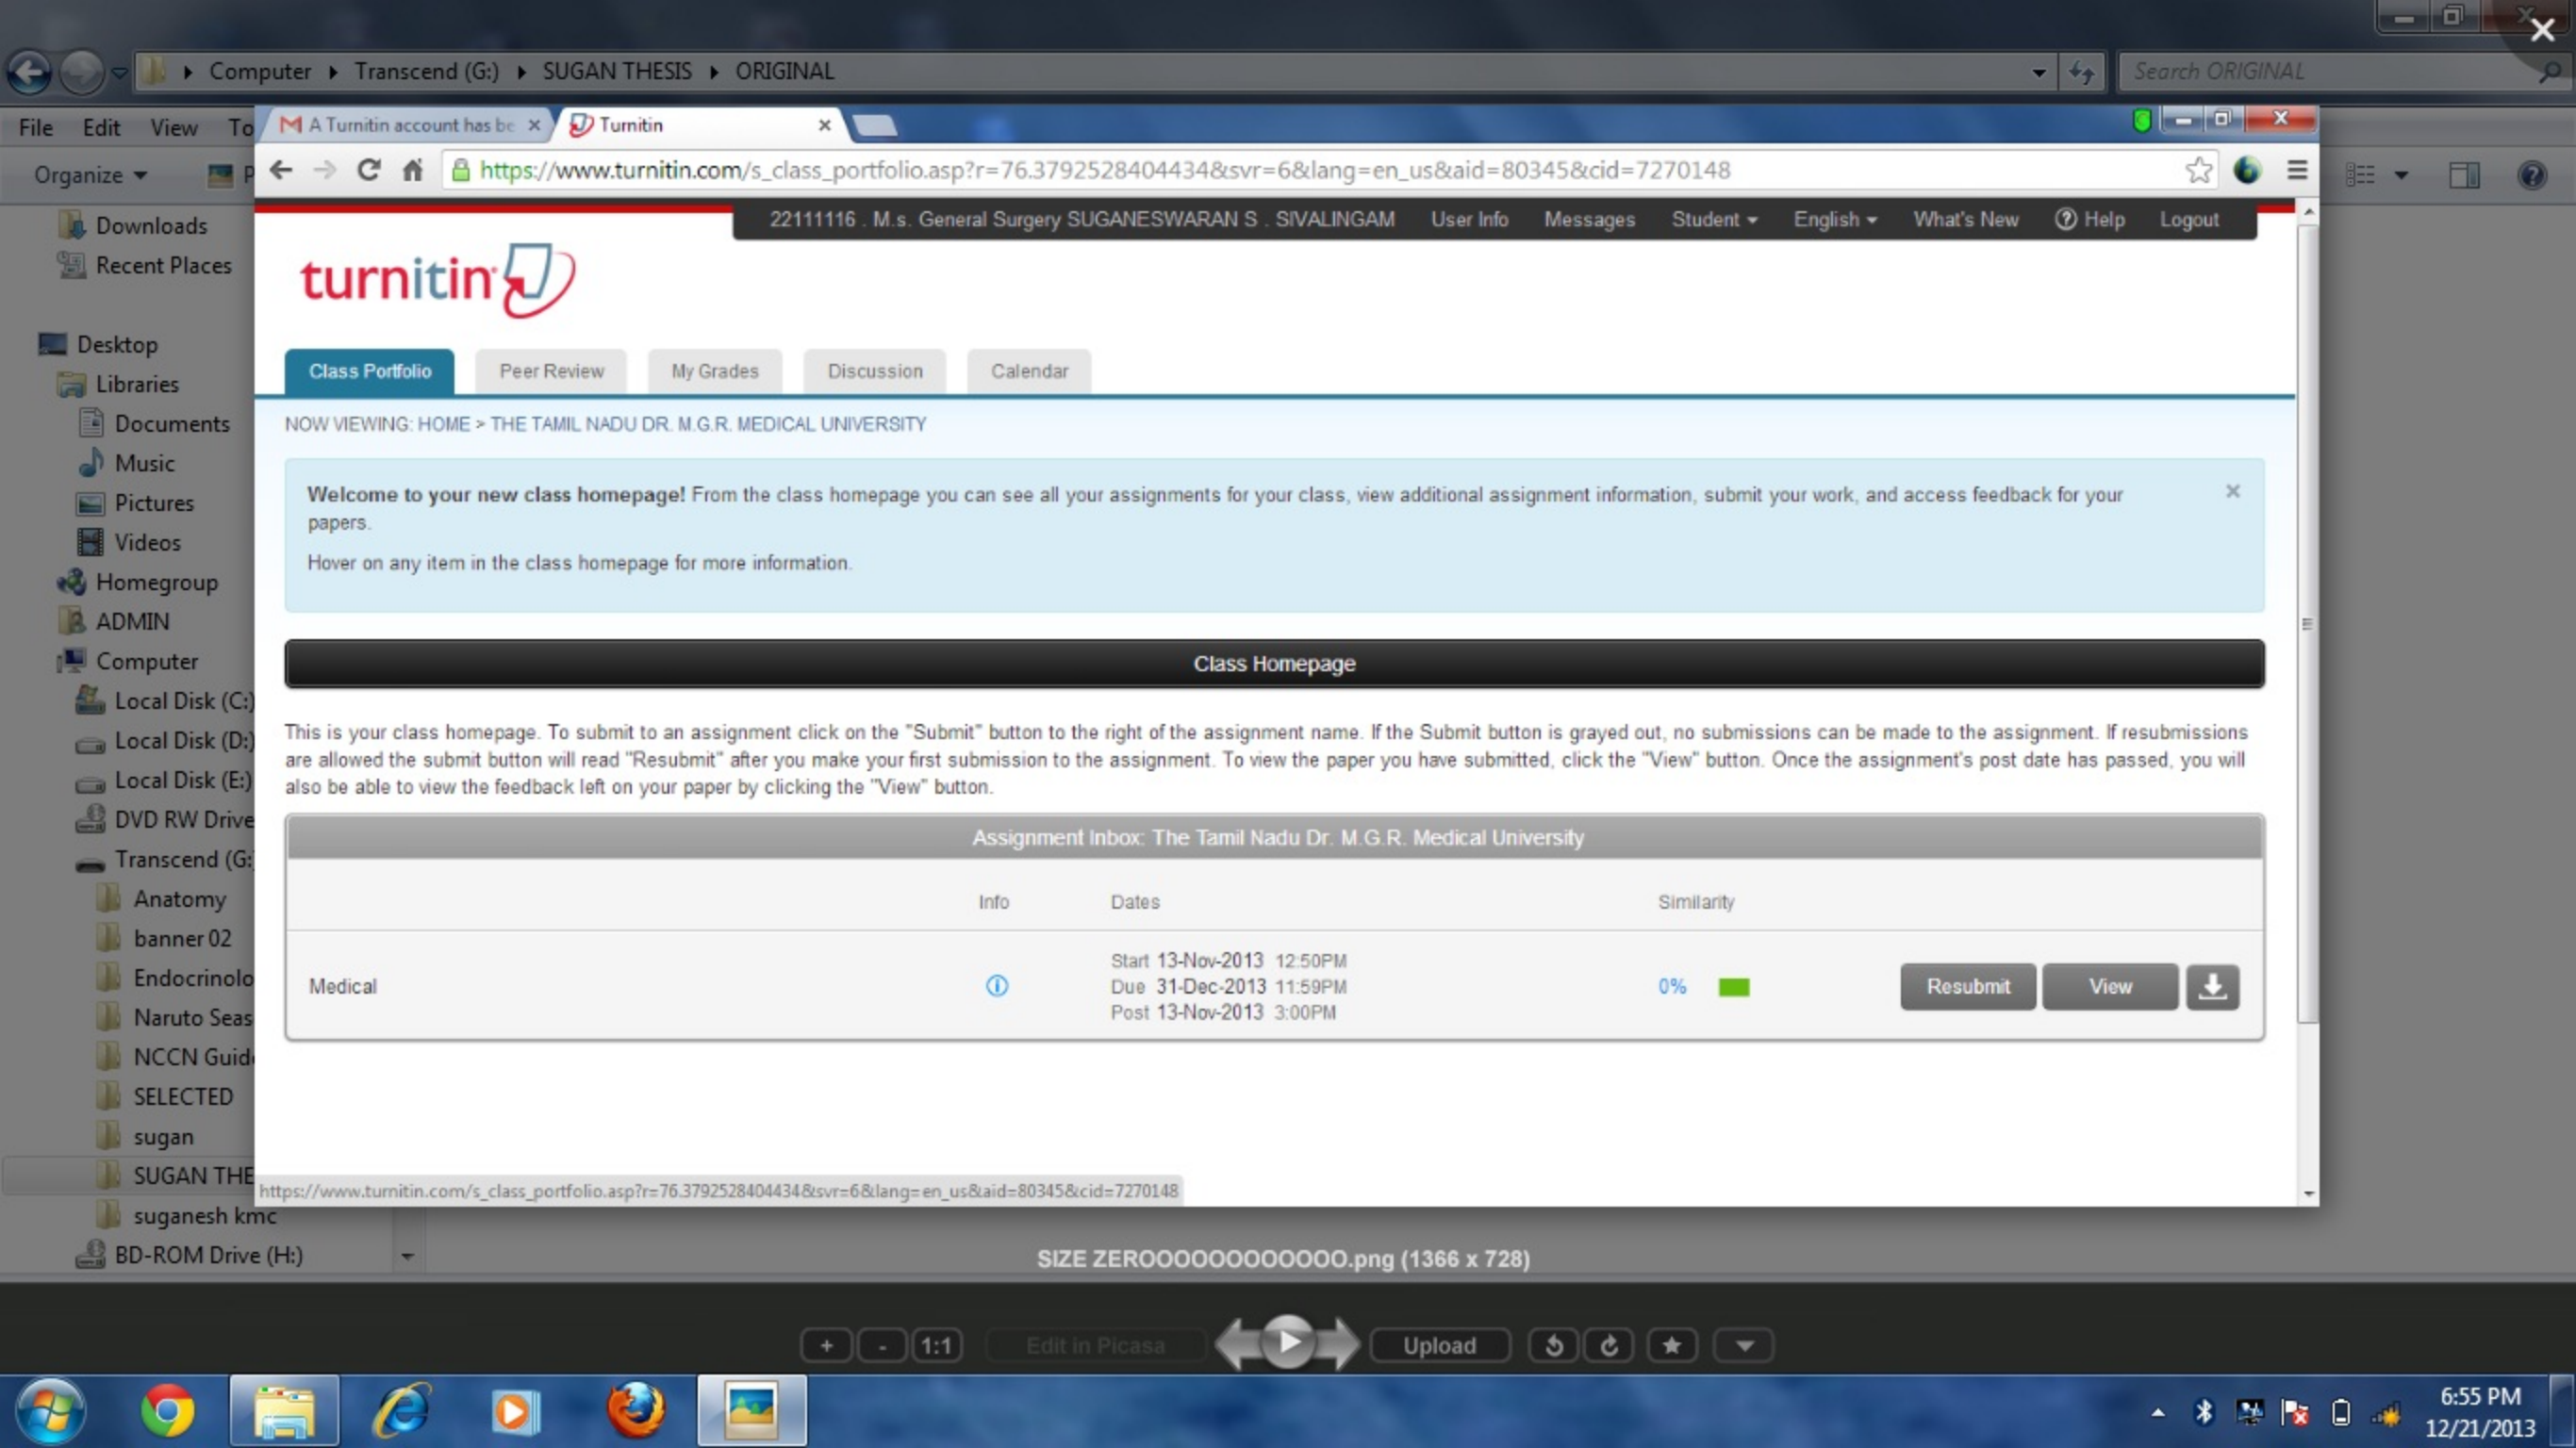 Computer ▸ Transcend (G:) ▸ SUGAN THESIS ▸ ORIGINAL
Search ORIGINAL
File Edit View To
A Turnitin account has be
Turnitin
Organize
https://www.turnitin.com/s_class_portfolio.asp?r=76.3792528404434&svr=6&lang=en_us&aid=80345&cid=7270148
22111116 . M.s. General Surgery SUGANESWARAN S . SIVALINGAM User Info Messages Student English What's New Help Logout
turnitin
Class Portfolio Peer Review My Grades Discussion Calendar
NOW VIEWING: HOME > THE TAMIL NADU DR. M.G.R. MEDICAL UNIVERSITY
Welcome to your new class homepage! From the class homepage you can see all your assignments for your class, view additional assignment information, submit your work, and access feedback for your
papers.
Hover on any item in the class homepage for more information.
Class Homepage
This is your class homepage. To submit to an assignment click on the "Submit" button to the right of the assignment name. If the Submit button is grayed out, no submissions can be made to the assignment. If resubmissions
are allowed the submit button will read "Resubmit" after you make your first submission to the assignment. To view the paper you have submitted, click the "View" button. Once the assignment's post date has passed, you will
also be able to view the feedback left on your paper by clicking the "View" button.
Assignment Inbox: The Tamil Nadu Dr. M.G.R. Medical University
Info Dates Similarity
Medical
Start 13-Nov-2013 12:50PM
Due 31-Dec-2013 11:59PM
Post 13-Nov-2013 3:00PM
0%
Resubmit View
https://www.turnitin.com/s_class_portfolio.asp?r=76.3792528404434&svr=6&lang=en_us&aid=80345&cid=7270148
Downloads
Recent Places
Desktop
Libraries
Documents
Music
Pictures
Videos
Homegroup
ADMIN
Computer
Local Disk (C:)
Local Disk (D:)
Local Disk (E:)
DVD RW Drive
Transcend (G:
Anatomy
banner 02
Endocrinolo
Naruto Seas
NCCN Guid
SELECTED
sugan
SUGAN THE
suganesh kmc
BD-ROM Drive (H:)
SIZE ZEROOOOOOOOOOOO.png (1366 x 728)
+ - 1:1 Edit in Picasa Upload
6:55 PM
12/21/2013